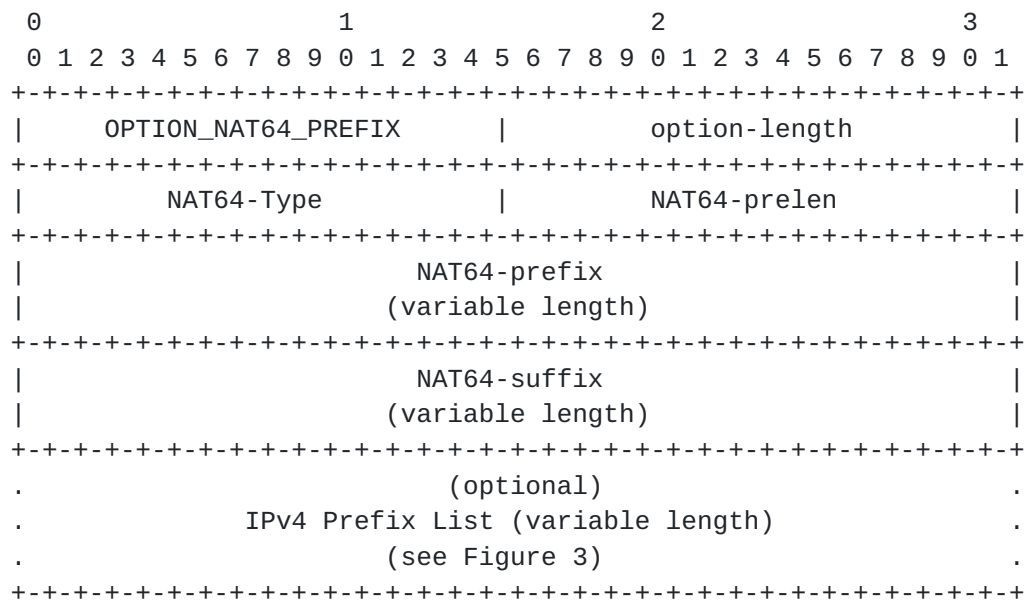 0                   1                   2                   3
 0 1 2 3 4 5 6 7 8 9 0 1 2 3 4 5 6 7 8 9 0 1 2 3 4 5 6 7 8 9 0 1
+-+-+-+-+-+-+-+-+-+-+-+-+-+-+-+-+-+-+-+-+-+-+-+-+-+-+-+-+-+-+-+-+
|     OPTION_NAT64_PREFIX      |         option-length          |
+-+-+-+-+-+-+-+-+-+-+-+-+-+-+-+-+-+-+-+-+-+-+-+-+-+-+-+-+-+-+-+-+
|         NAT64-Type           |         NAT64-prelen           |
+-+-+-+-+-+-+-+-+-+-+-+-+-+-+-+-+-+-+-+-+-+-+-+-+-+-+-+-+-+-+-+-+
|                         NAT64-prefix                          |
|                       (variable length)                       |
+-+-+-+-+-+-+-+-+-+-+-+-+-+-+-+-+-+-+-+-+-+-+-+-+-+-+-+-+-+-+-+-+
|                         NAT64-suffix                          |
|                       (variable length)                       |
+-+-+-+-+-+-+-+-+-+-+-+-+-+-+-+-+-+-+-+-+-+-+-+-+-+-+-+-+-+-+-+-+
.                           (optional)                          .
.              IPv4 Prefix List (variable length)               .
.                       (see Figure 3)                          .
+-+-+-+-+-+-+-+-+-+-+-+-+-+-+-+-+-+-+-+-+-+-+-+-+-+-+-+-+-+-+-+-+